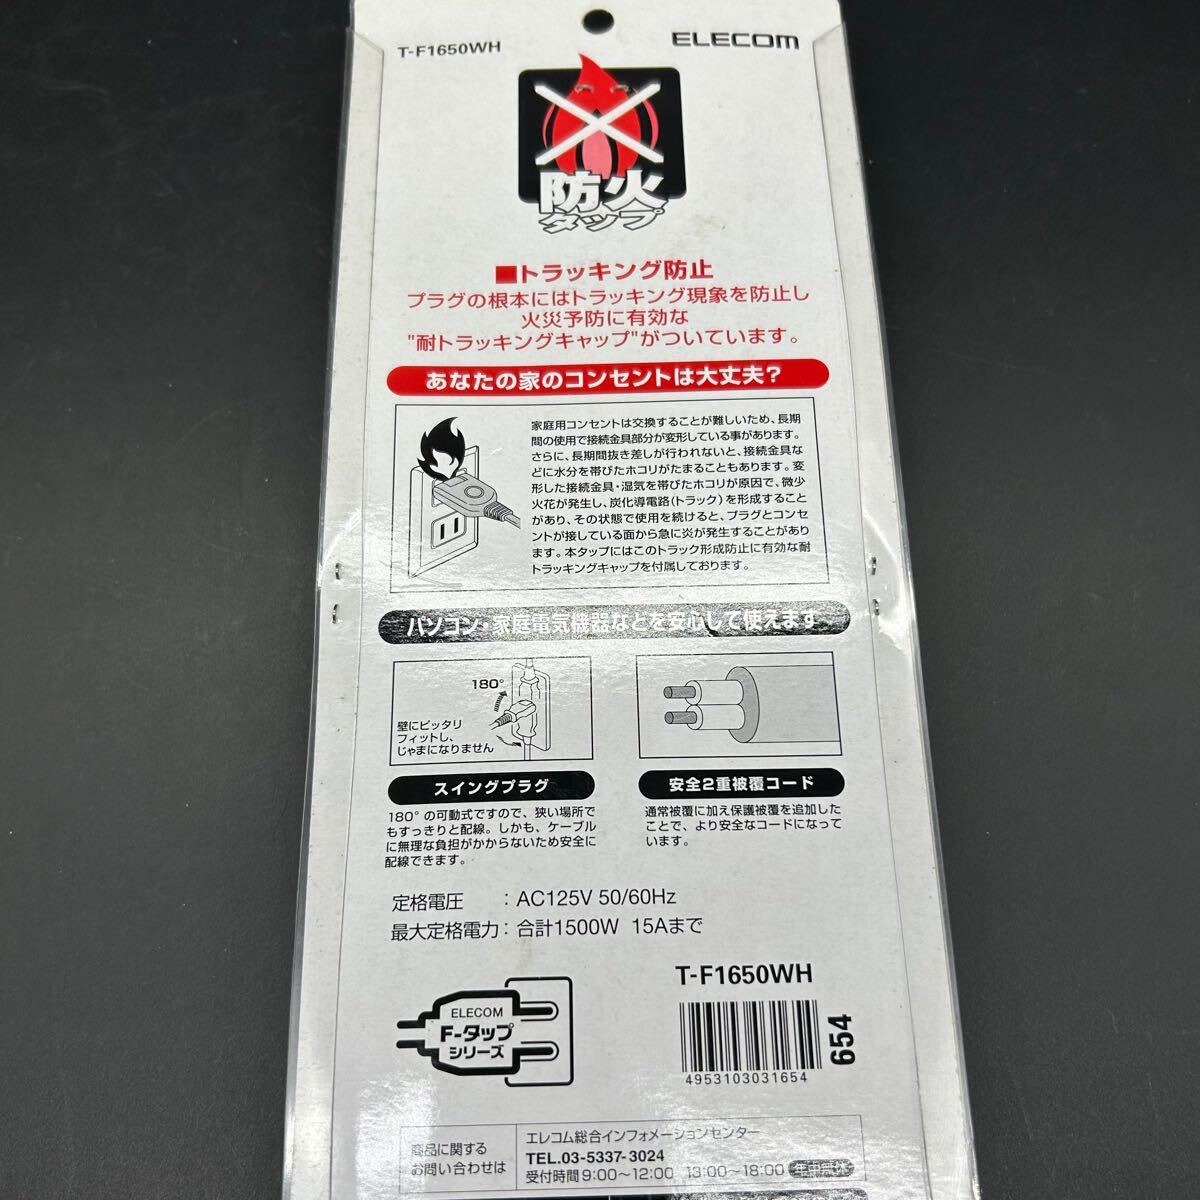 T-F1650WH
ELECOM
防火
タップ
■トラッキング防止
プラグの根本にはトラッキング現象を防止し
火災予防に有効な
"耐トラッキングキャップ"がついています。
あなたの家のコンセントは大丈夫?
家庭用コンセントは交換することが難しいため、長期
間の使用で接続金具部分が変形している事があります。
さらに、長期間抜き差しが行われないと、接続金具な
どに水分を帯びたホコリがたまることもあります。変
形した接続金具・湿気を帯びたホコリが原因で、微少
火花が発生し、炭化導電路(トラック)を形成すること
があり、その状態で使用を続けると、プラグとコンセ
ントが接している面から急に炎が発生することがあり
ます。本タップにはこのトラック形成防止に有効な耐
トラッキングキャップを付属しております。
パソコン・家庭電気機器などを安心して使えます
180°
壁にピッタリ
フィットし、
じゃまになりません
スイングプラグ
180°の可動式ですので、狭い場所で
もすっきりと配線。しかも、ケーブル
に無理な負担がかからないため安全に
配線できます。
安全2重被覆コード
通常被覆に加え保護被覆を追加した
ことで、より安全なコードになって
います。
定格電圧 : AC125V 50/60Hz
最大定格電力: 合計1500W 15Aまで
ELECOM
F-タップ
シリーズ
T-F1650WH
654
4953103031654
商品に関する
お問い合わせは
エレコム総合インフォメーションセンター
TEL.03-5337-3024
受付時間 9:00〜12:00 13:00〜18:00 年中無休